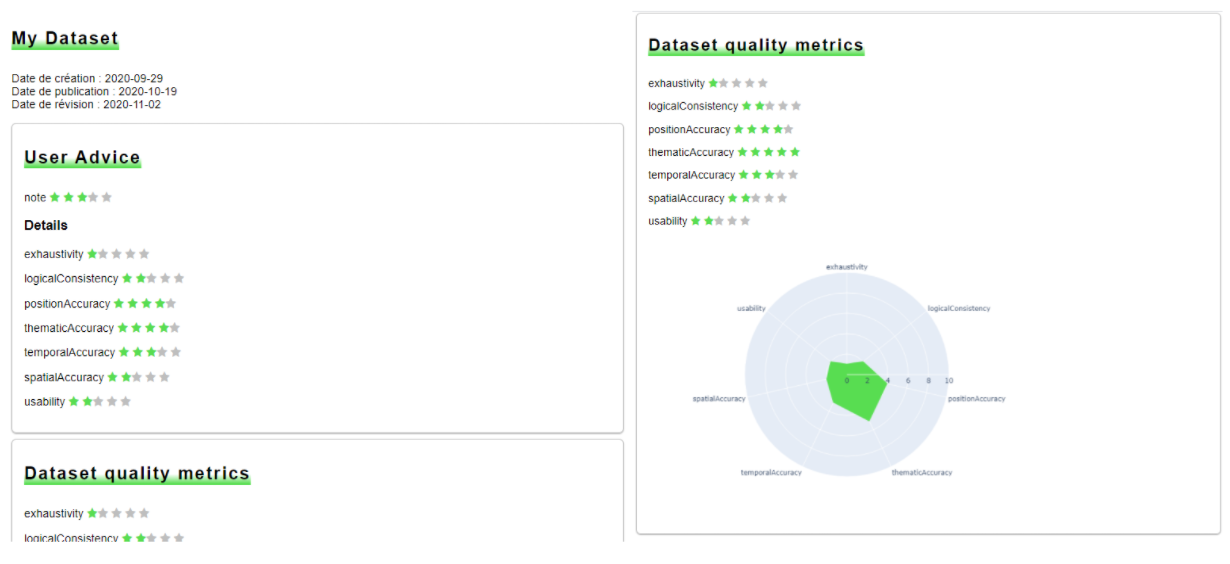 My Dataset
Date de création : 2020-09-29
Date de publication : 2020-10-19
Date de révision : 2020-11-02
User Advice
note
Details
exhaustivity
logicalConsistency
positionAccuracy
thematicAccuracy
temporalAccuracy
spatialAccuracy
usability
Dataset quality metrics
exhaustivity
logicalConsistency
Dataset quality metrics
exhaustivity
logicalConsistency
positionAccuracy
thematicAccuracy
temporalAccuracy
spatialAccuracy
usability
exhaustivity
usability
logicalConsistency
0 2 4 6 8 10
spatialAccuracy
positionAccuracy
temporalAccuracy
thematicAccuracy